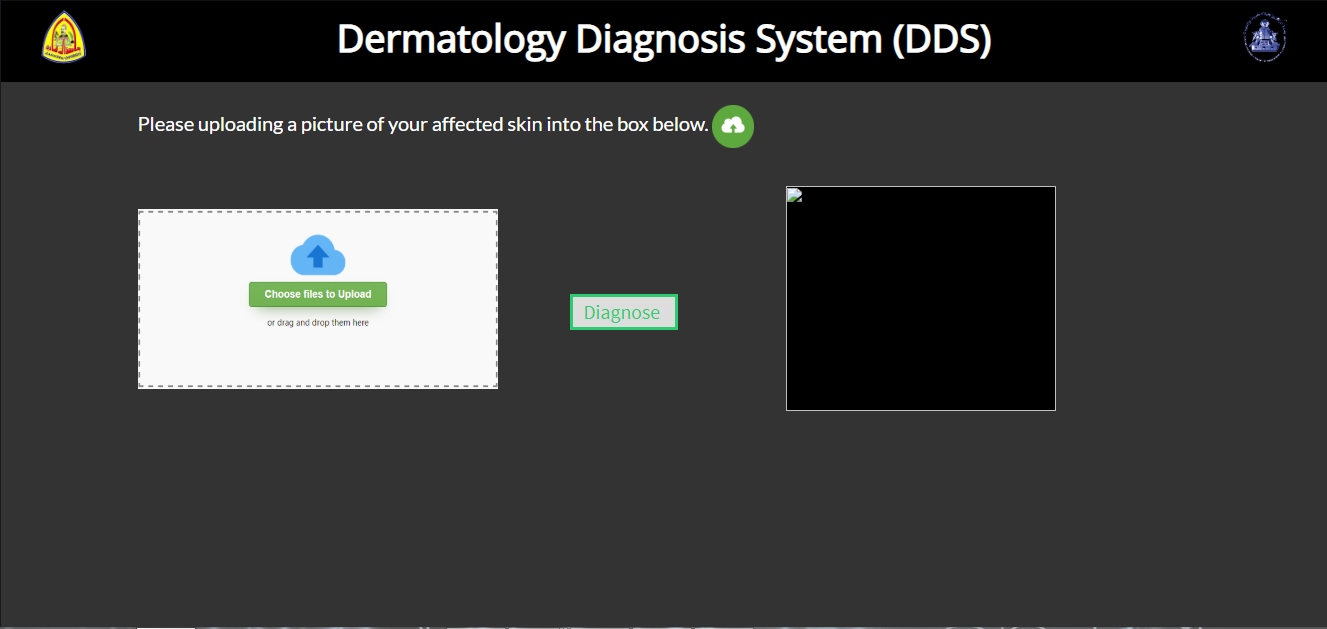 Dermatology Diagnosis System (DDS)
Please uploading a picture of your affected skin into the box below.
Choose files to Upload
or drag and drop them here
Diagnose